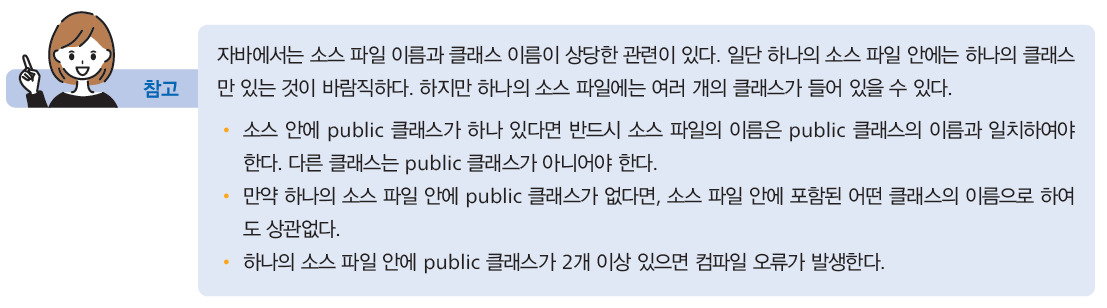 참고
자바에서는 소스 파일 이름과 클래스 이름이 상당한 관련이 있다. 일단 하나의 소스 파일 안에는 하나의 클래스
만 있는 것이 바람직하다. 하지만 하나의 소스 파일에는 여러 개의 클래스가 들어 있을 수 있다.
• 소스 안에 public 클래스가 하나 있다면 반드시 소스 파일의 이름은 public 클래스의 이름과 일치하여야
한다. 다른 클래스는 public 클래스가 아니어야 한다.
• 만약 하나의 소스 파일 안에 public 클래스가 없다면, 소스 파일 안에 포함된 어떤 클래스의 이름으로 하여
도 상관없다.
• 하나의 소스 파일 안에 public 클래스가 2개 이상 있으면 컴파일 오류가 발생한다.